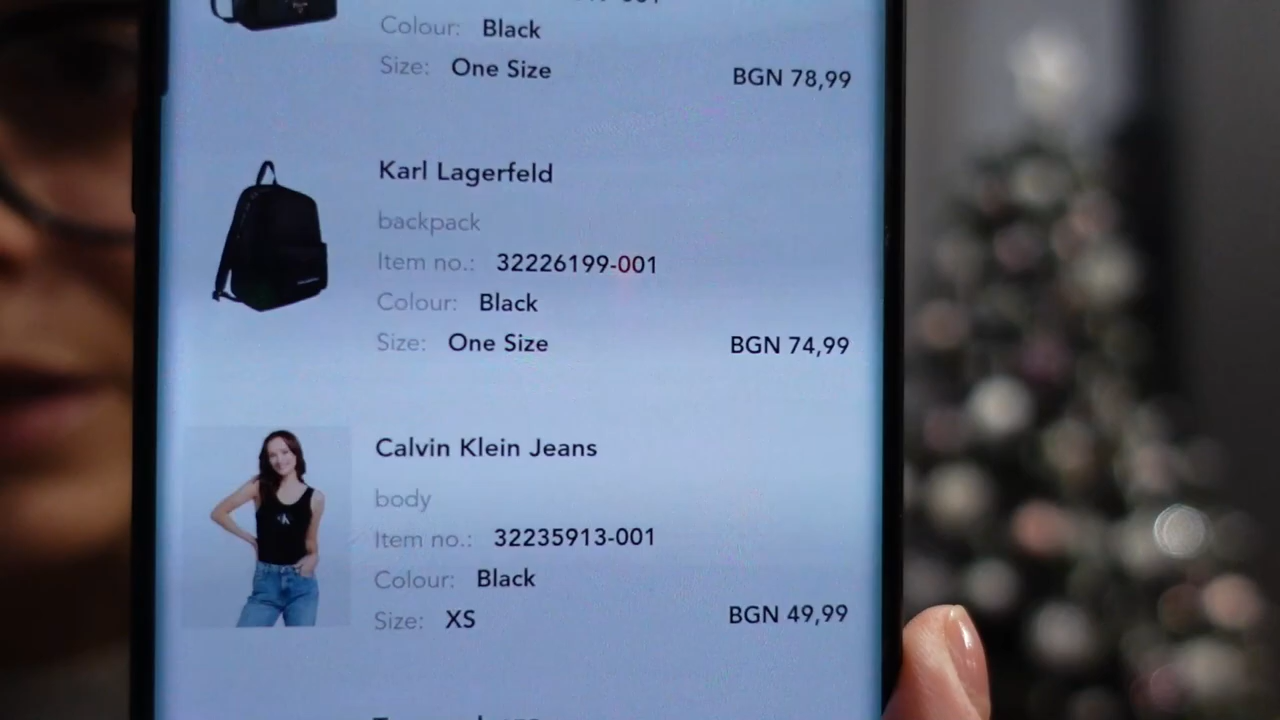 Colour: Black
Size: One Size
BGN 78,99
Karl Lagerfeld
backpack
Item no.: 32226199-001
Colour: Black
Size: One Size
BGN 74,99
Calvin Klein Jeans
body
Item no.: 32235913-001
Colour: Black
Size: XS
BGN 49,99